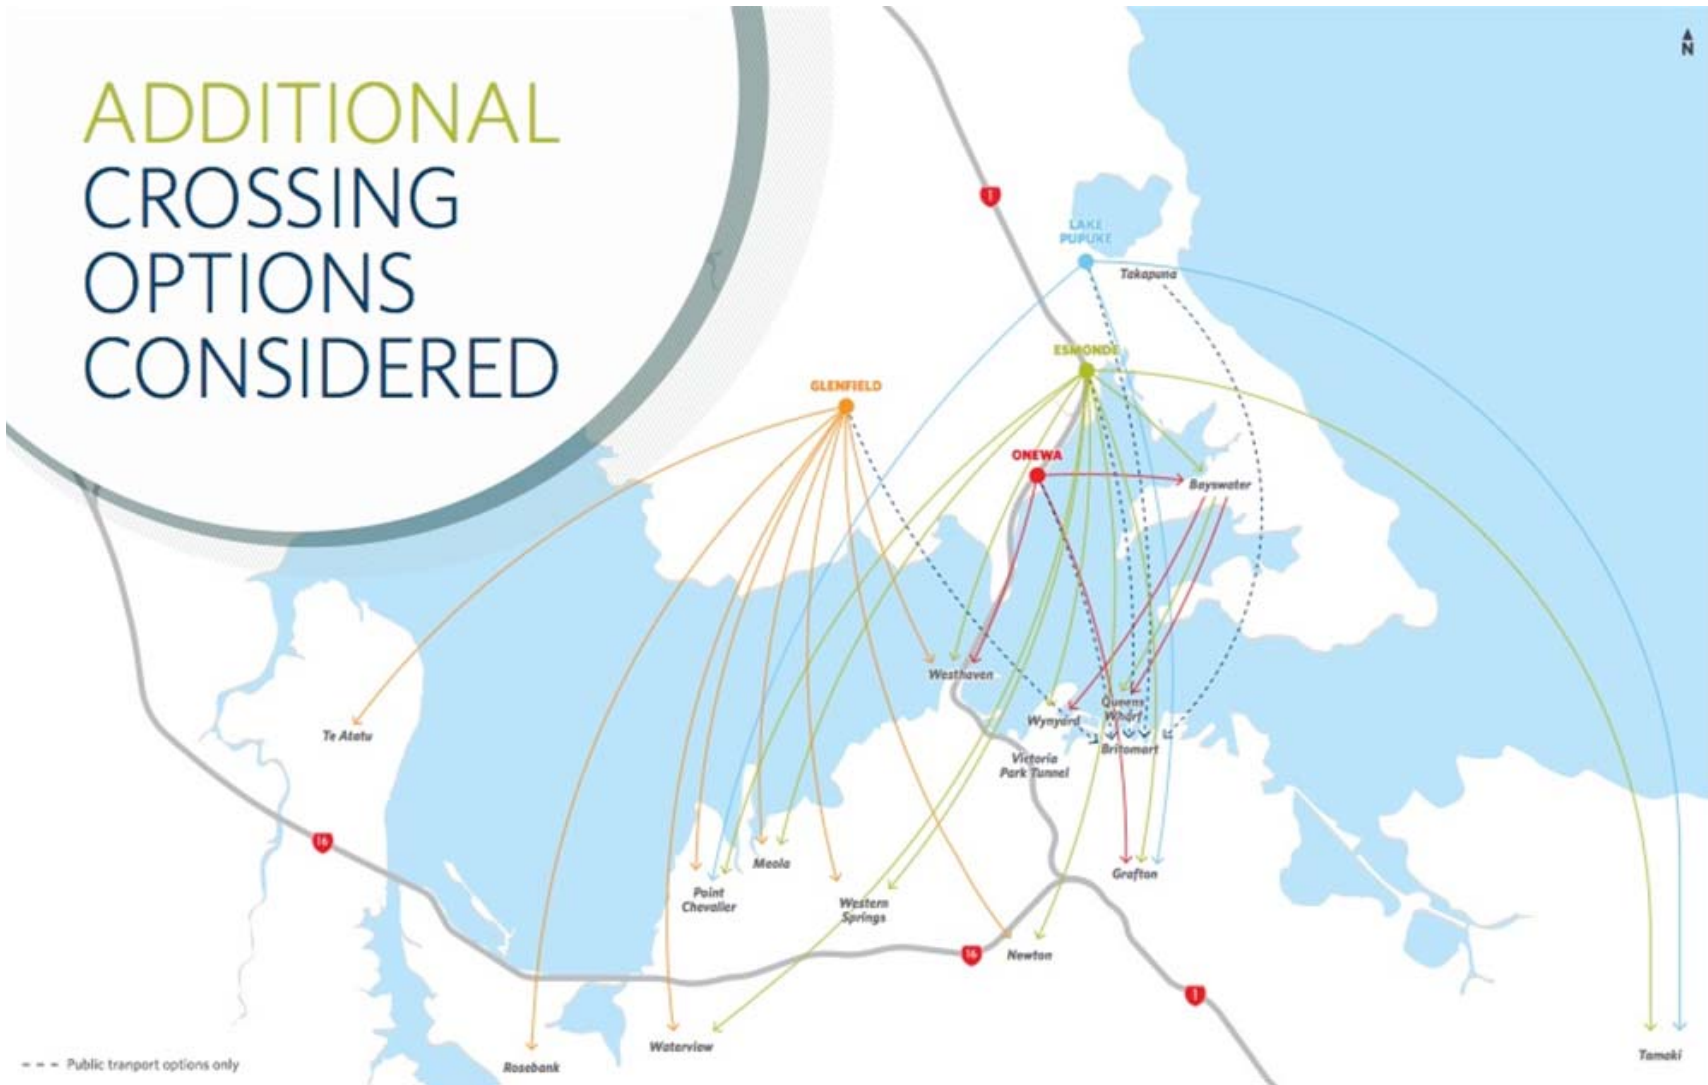 ADDITIONAL
CROSSING
OPTIONS
CONSIDERED
N
1
LAKE
PUPUKE
Takapuna
ESMONDE
GLENFIELD
ONEWA
Bayswater
Westhaven
Queens
Wharf
Wynyard
Britomart
Te Atatu
Victoria
Park Tunnel
16
Meola
Grafton
Point
Chevalier
Western
Springs
16
Newton
1
Waterview
Tamaki
--- Public tranport options only
Rosebank